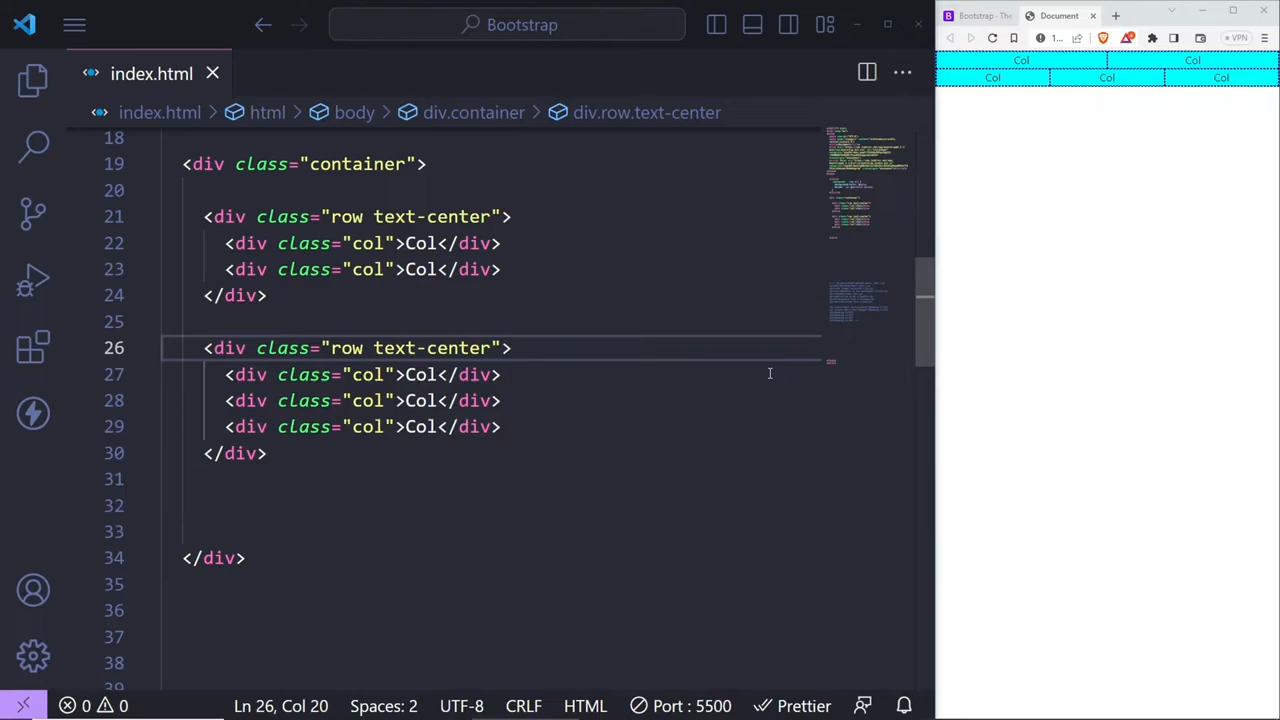 Bootstrap
Bootstrap - The
Document
index.html
1...
VPN
index.html
html
body
div.container
div.row.text-center
Col Col
Col Col Col
18
19 <div class="container">
20
21 <div class="row text-center">
22 <div class="col">Col</div>
23 <div class="col">Col</div>
24 </div>
25
26 <div class="row text-center">
27 <div class="col">Col</div>
28 <div class="col">Col</div>
29 <div class="col">Col</div>
30 </div>
31
32
33
34 </div>
35
36
37
38
39
0 0 Ln 26, Col 20 Spaces: 2 UTF-8 CRLF HTML Port : 5500 Prettier